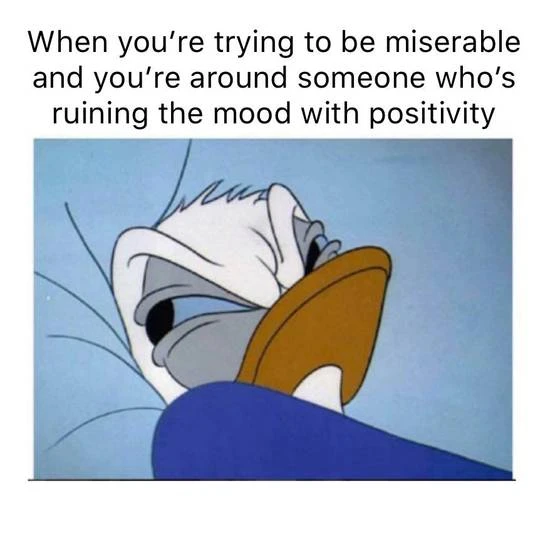 When you’re trying to be miserable
and you’re around someone who’s
ruining the mood with positivity